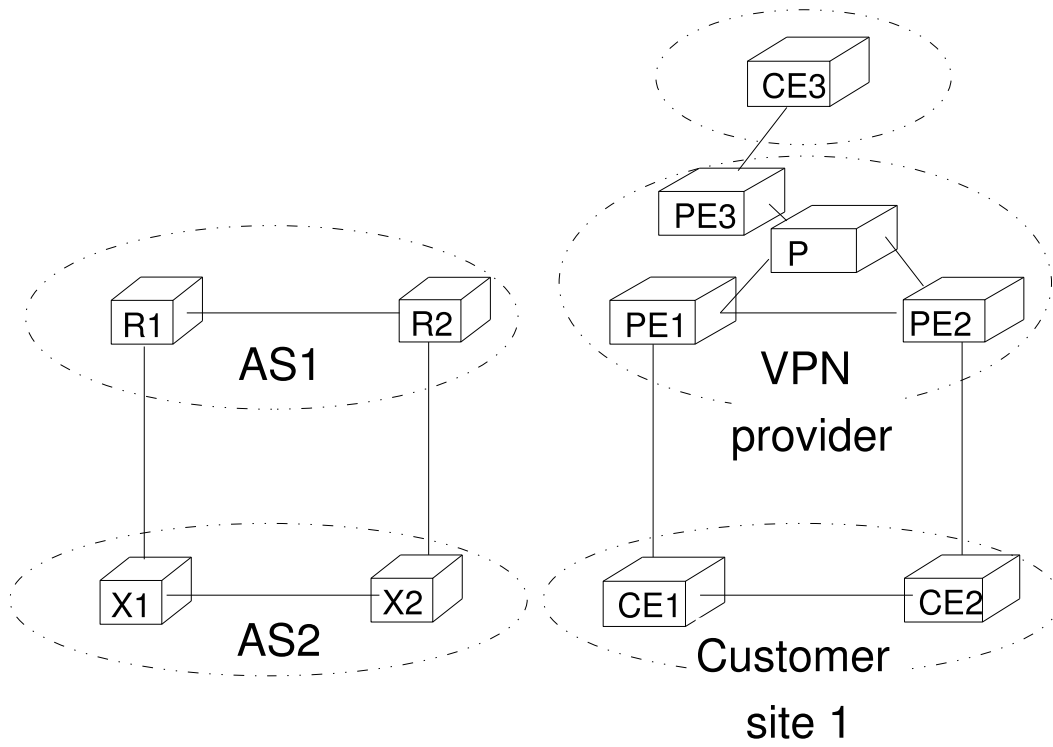 CE3
PE3
P
R1
R2
PE1
PE2
AS1
VPN
provider
X1
X2
CE1
CE2
AS2
Customer
site 1